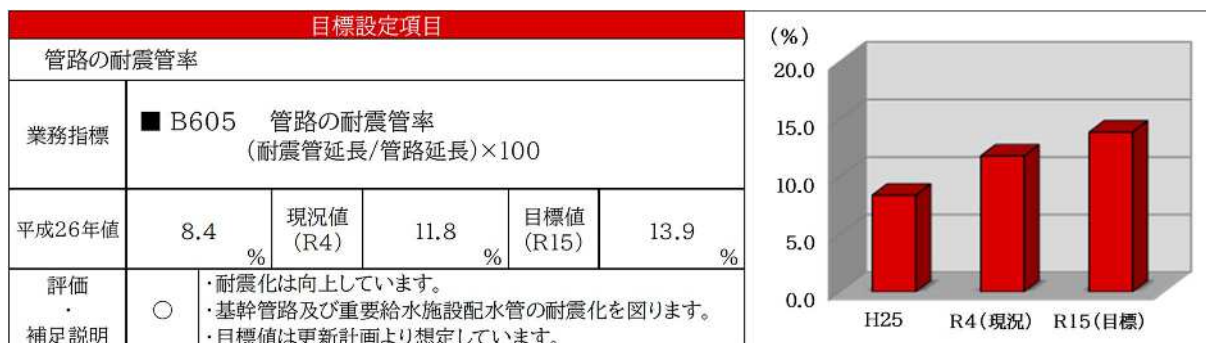 目標設定項目
管路の耐震管率
業務指標
■ B605 管路の耐震管率
(耐震管延長/管路延長)×100
平成26年値
8.4
%
現況値
(R4)
11.8
%
目標値
(R15)
13.9
%
評価
・
補足説明
○
・耐震化は向上しています。
・基幹管路及び重要給水施設配水管の耐震化を図ります。
・目標値は更新計画より想定しています。
(%)
20.0
15.0
10.0
5.0
0.0
H25
R4(現況)
R15(目標)